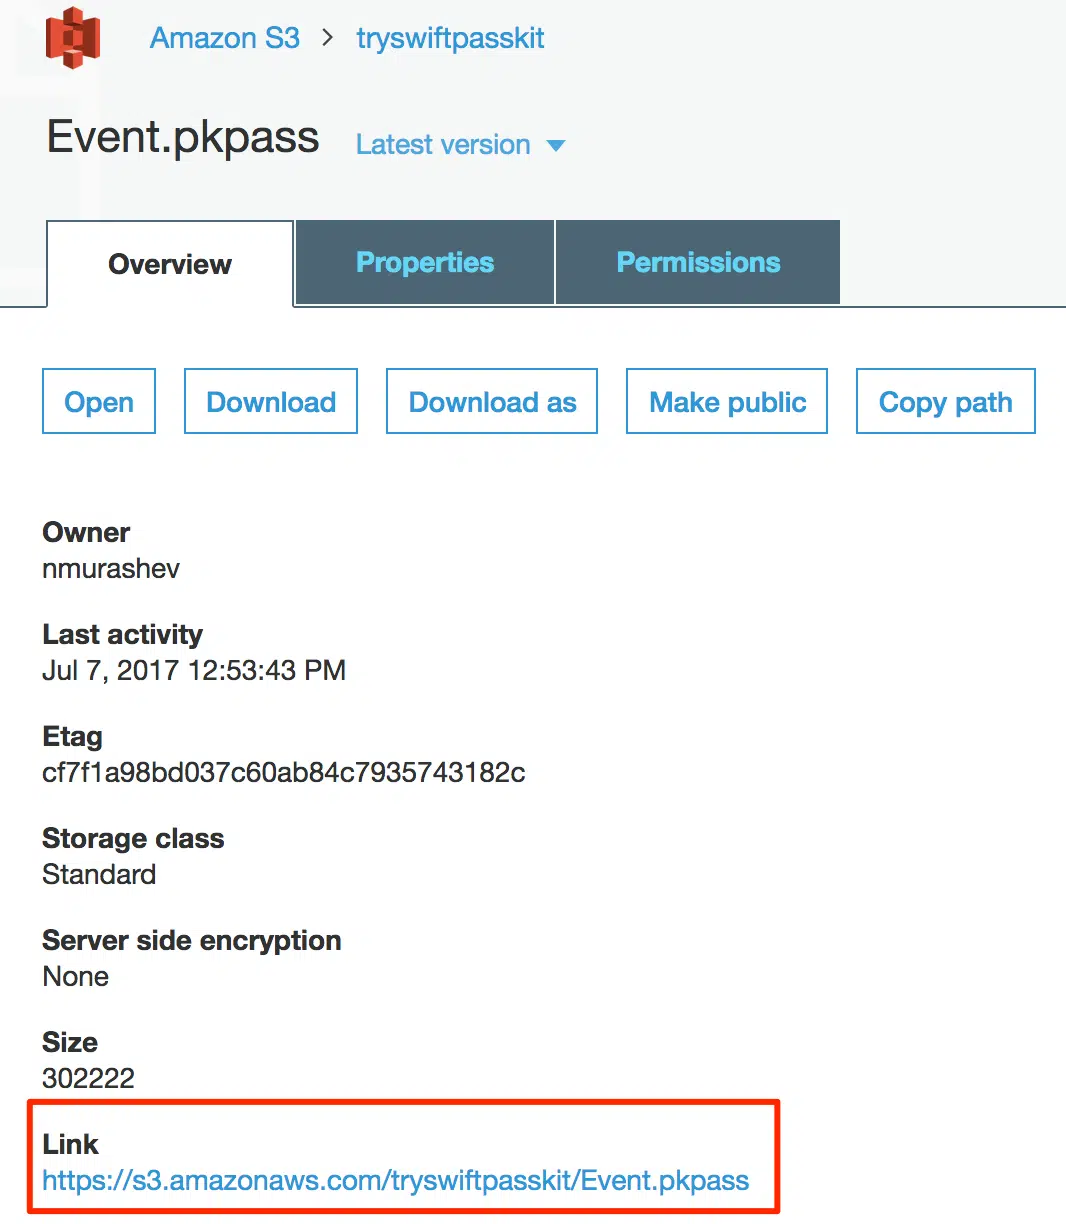 Amazon S3 > tryswiftpasskit
Event.pkpass Latest version
Overview Properties Permissions
Open Download Download as Make public Copy path
Owner
nmurashev
Last activity
Jul 7, 2017 12:53:43 PM
Etag
cf7f1a98bd037c60ab84c7935743182c
Storage class
Standard
Server side encryption
None
Size
302222
Link
https://s3.amazonaws.com/tryswiftpasskit/Event.pkpass